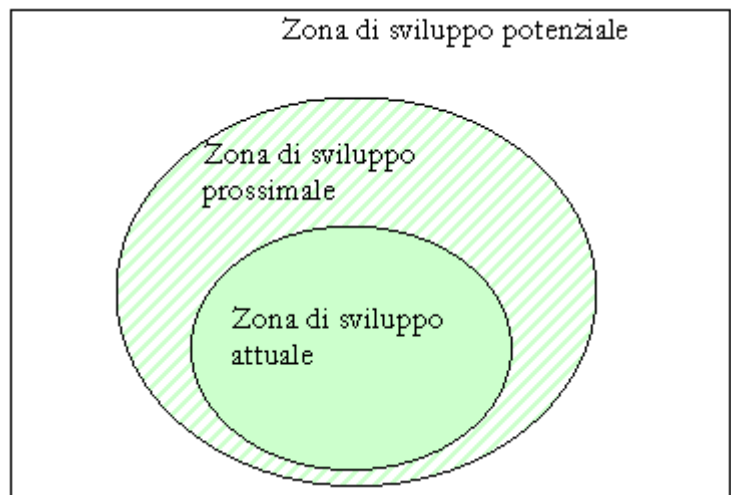 Zona di sviluppo potenziale
Zona di sviluppo
prossimale
Zona di sviluppo
attuale